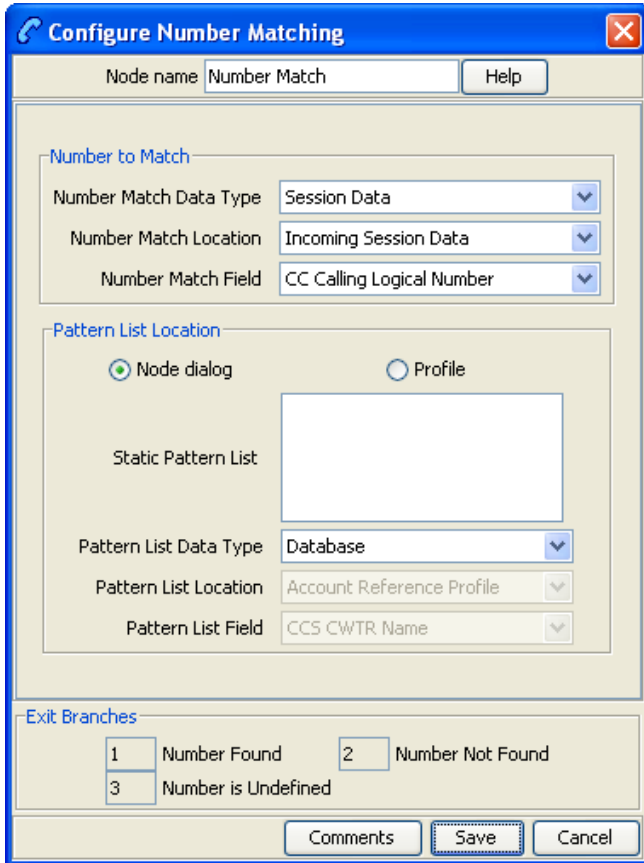 Configure Number Matching
Node name Number Match Help
Number to Match
Number Match Data Type Session Data
Number Match Location Incoming Session Data
Number Match Field CC Calling Logical Number
Pattern List Location
Node dialog Profile
Static Pattern List
Pattern List Data Type Database
Pattern List Location Account Reference Profile
Pattern List Field CCS CWTR Name
Exit Branches
1 Number Found 2 Number Not Found
3 Number is Undefined
Comments Save Cancel